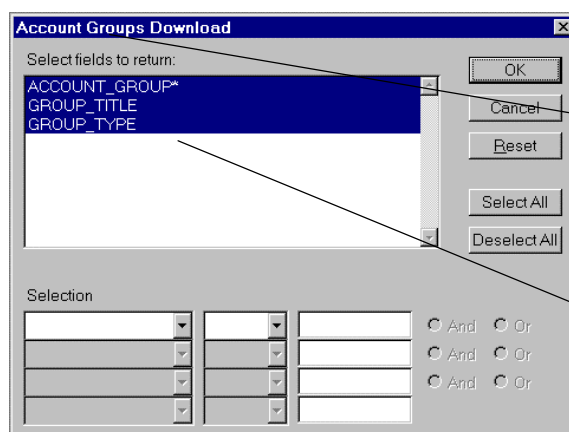 Account Groups Download
Select fields to return:
ACCOUNT_GROUP*
GROUP_TITLE
GROUP_TYPE
OK
Cancel
Reset
Select All
Deselect All
Selection
And Or
And Or
And Or